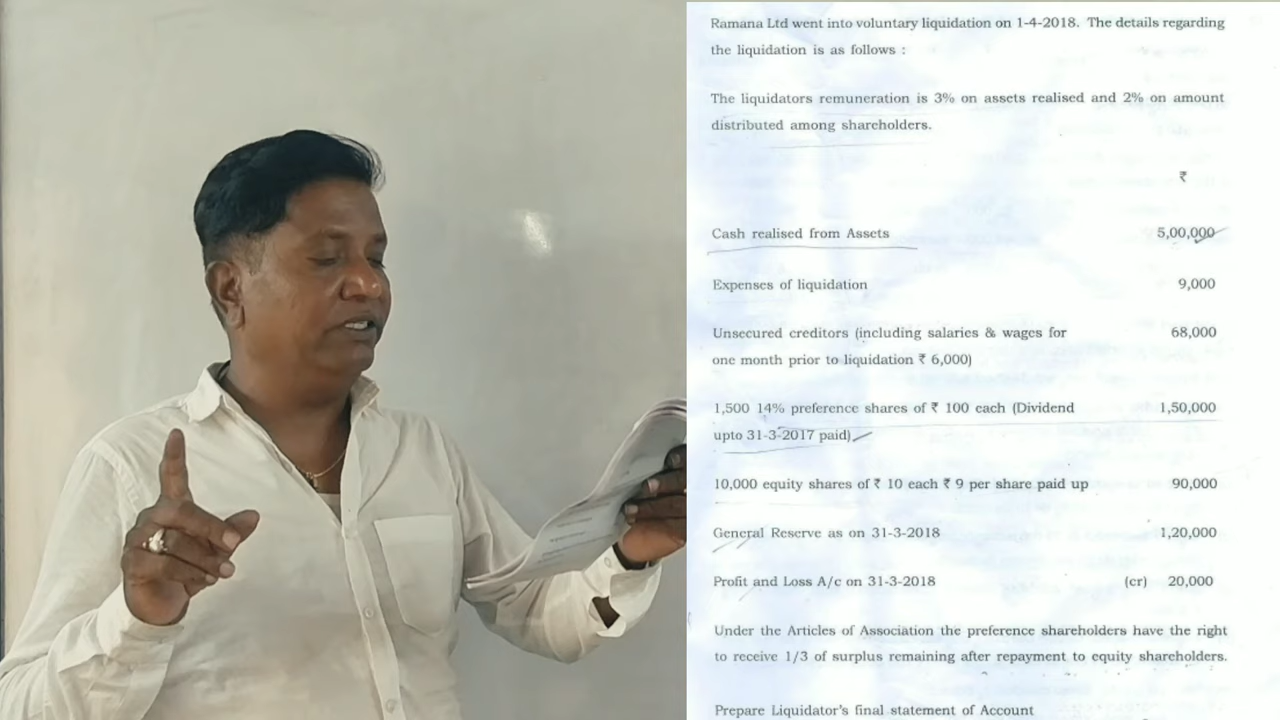 Ramana Ltd went into voluntary liquidation on 1-4-2018. The details regarding
the liquidation is as follows :
The liquidators remuneration is 3% on assets realised and 2% on amount
distributed among shareholders.
₹
Cash realised from Assets 5,00,000
Expenses of liquidation 9,000
Unsecured creditors (including salaries & wages for 68,000
one month prior to liquidation ₹ 6,000)
1,500 14% preference shares of ₹ 100 each (Dividend 1,50,000
upto 31-3-2017 paid)
10,000 equity shares of ₹ 10 each ₹ 9 per share paid up 90,000
General Reserve as on 31-3-2018 1,20,000
Profit and Loss A/c on 31-3-2018 (cr) 20,000
Under the Articles of Association the preference shareholders have the right
to receive 1/3 of surplus remaining after repayment to equity shareholders.
Prepare Liquidator's final statement of Account